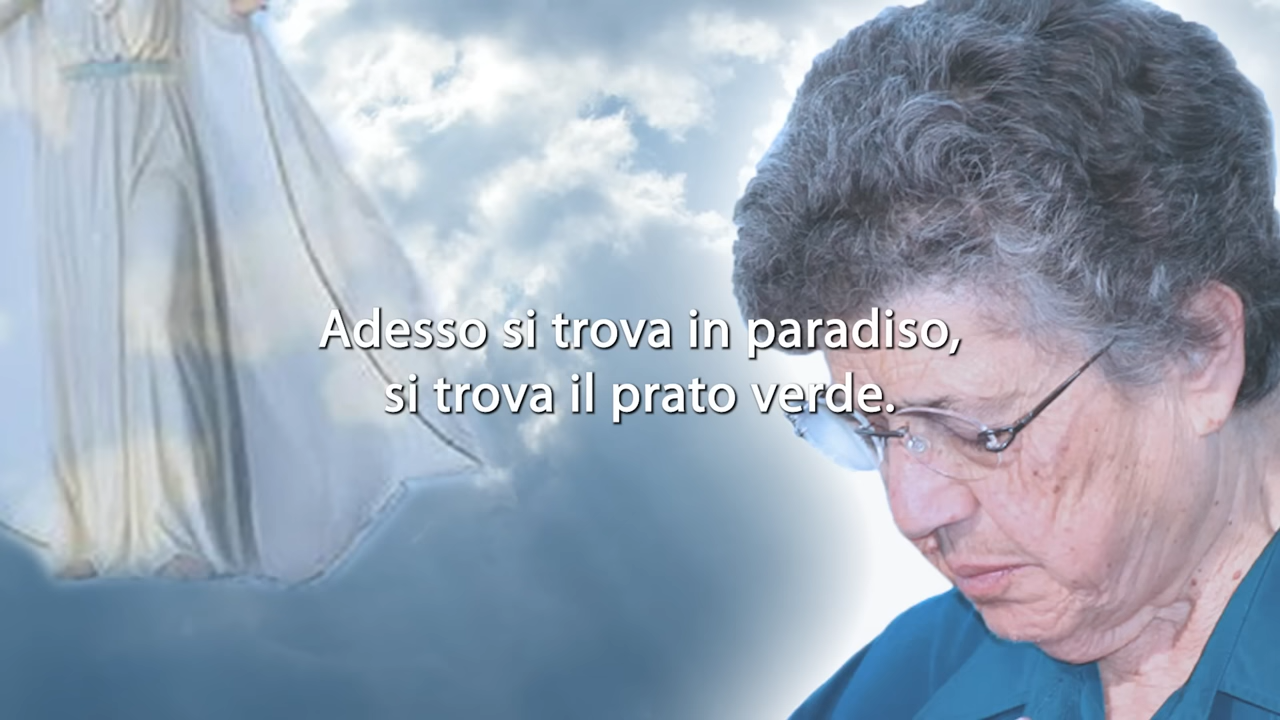 Adesso si trova in paradiso,
si trova il prato verde.